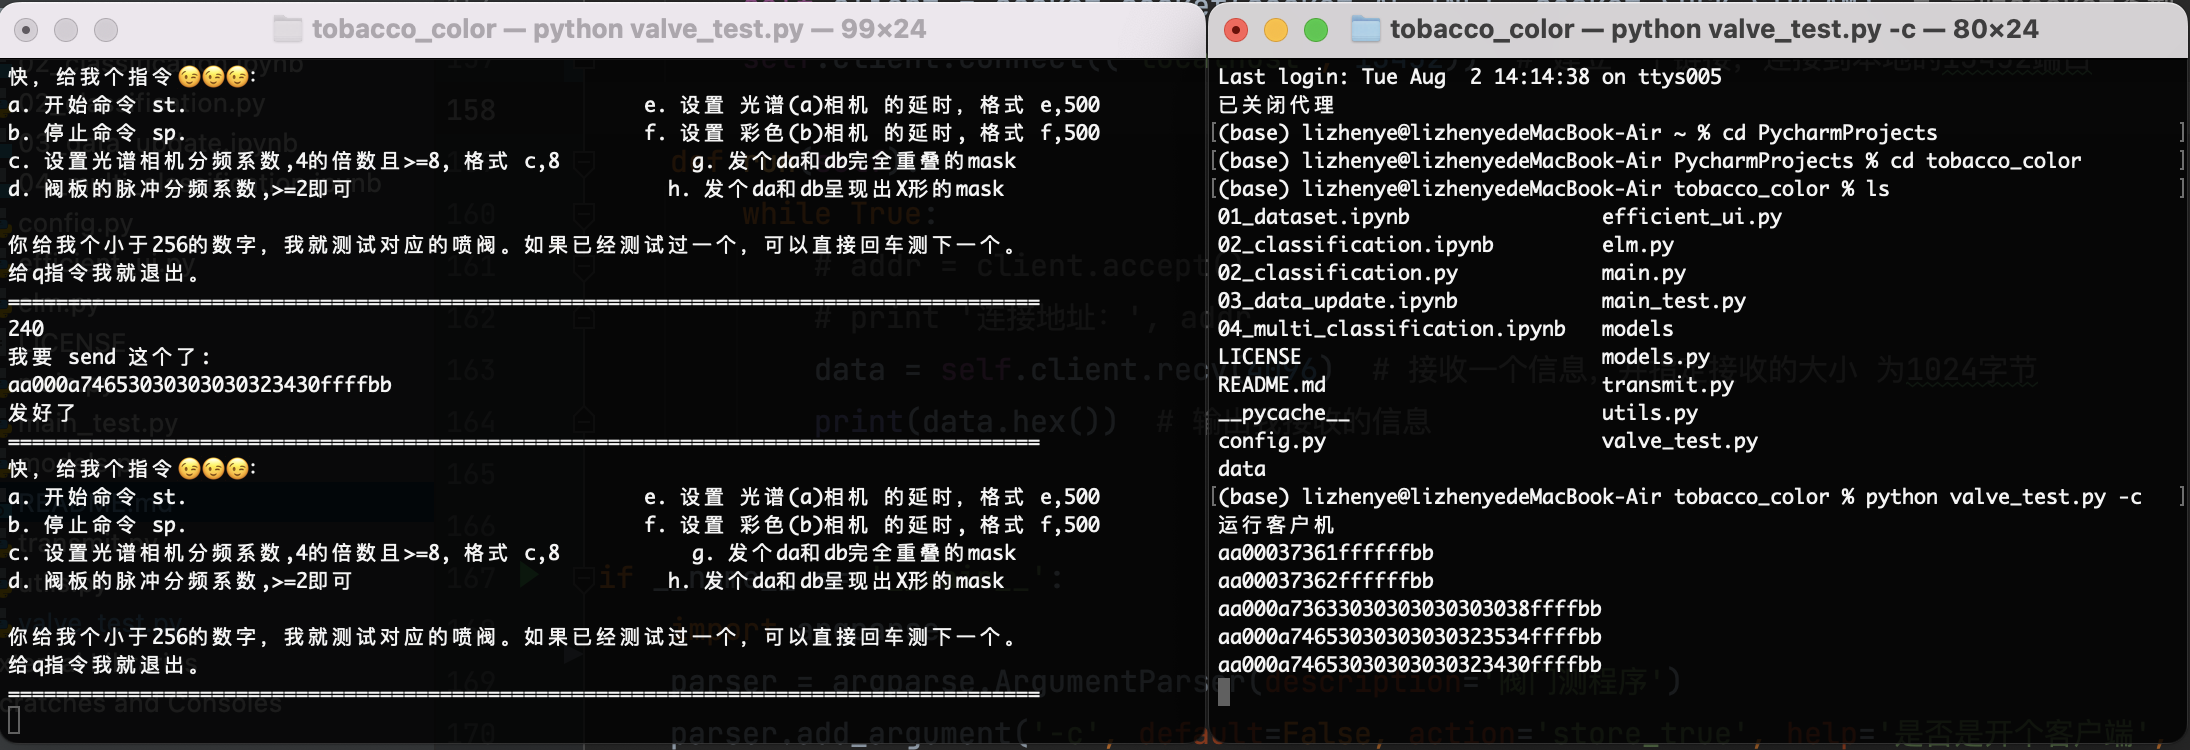 tobacco_color — python valve_test.py — 99×24
快，给我个指令😉😉😉:
a. 开始命令 st. e. 设置 光谱(a)相机 的延时, 格式 e,500
b. 停止命令 sp. f. 设置 彩色(b)相机 的延时, 格式 f,500
c. 设置光谱相机分频系数,4的倍数且>=8, 格式 c,8 g. 发个da和db完全重叠的mask
d. 阀板的脉冲分频系数,>=2即可 h. 发个da和db呈现出X形的mask
你给我个小于256的数字, 我就测试对应的喷阀。如果已经测试过一个, 可以直接回车测下一个。
给q指令我就退出。
======================================================================================
240
我要 send 这个了:
aa000a7465303030303030323430ffffbb
发好了
======================================================================================
快，给我个指令😉😉😉:
a. 开始命令 st. e. 设置 光谱(a)相机 的延时, 格式 e,500
b. 停止命令 sp. f. 设置 彩色(b)相机 的延时, 格式 f,500
c. 设置光谱相机分频系数,4的倍数且>=8, 格式 c,8 g. 发个da和db完全重叠的mask
d. 阀板的脉冲分频系数,>=2即可 h. 发个da和db呈现出X形的mask
你给我个小于256的数字, 我就测试对应的喷阀。如果已经测试过一个, 可以直接回车测下一个。
给q指令我就退出。
======================================================================================
tobacco_color — python valve_test.py -c — 80×24
Last login: Tue Aug  2 14:14:38 on ttys005
已关闭代理
[(base) lizhenye@lizhenyedeMacBook-Air ~ % cd PycharmProjects ]
[(base) lizhenye@lizhenyedeMacBook-Air PycharmProjects % cd tobacco_color ]
[(base) lizhenye@lizhenyedeMacBook-Air tobacco_color % ls ]
01_dataset.ipynb efficient_ui.py
02_classification.ipynb elm.py
02_classification.py main.py
03_data_update.ipynb main_test.py
04_multi_classification.ipynb models
LICENSE models.py
README.md transmit.py
__pycache__ utils.py
config.py valve_test.py
data
[(base) lizhenye@lizhenyedeMacBook-Air tobacco_color % python valve_test.py -c ]
运行客户机
aa00037361ffffffbb
aa00037362ffffffbb
aa000a7363303030303030303038ffffbb
aa000a7465303030303030323534ffffbb
aa000a7465303030303030323430ffffbb